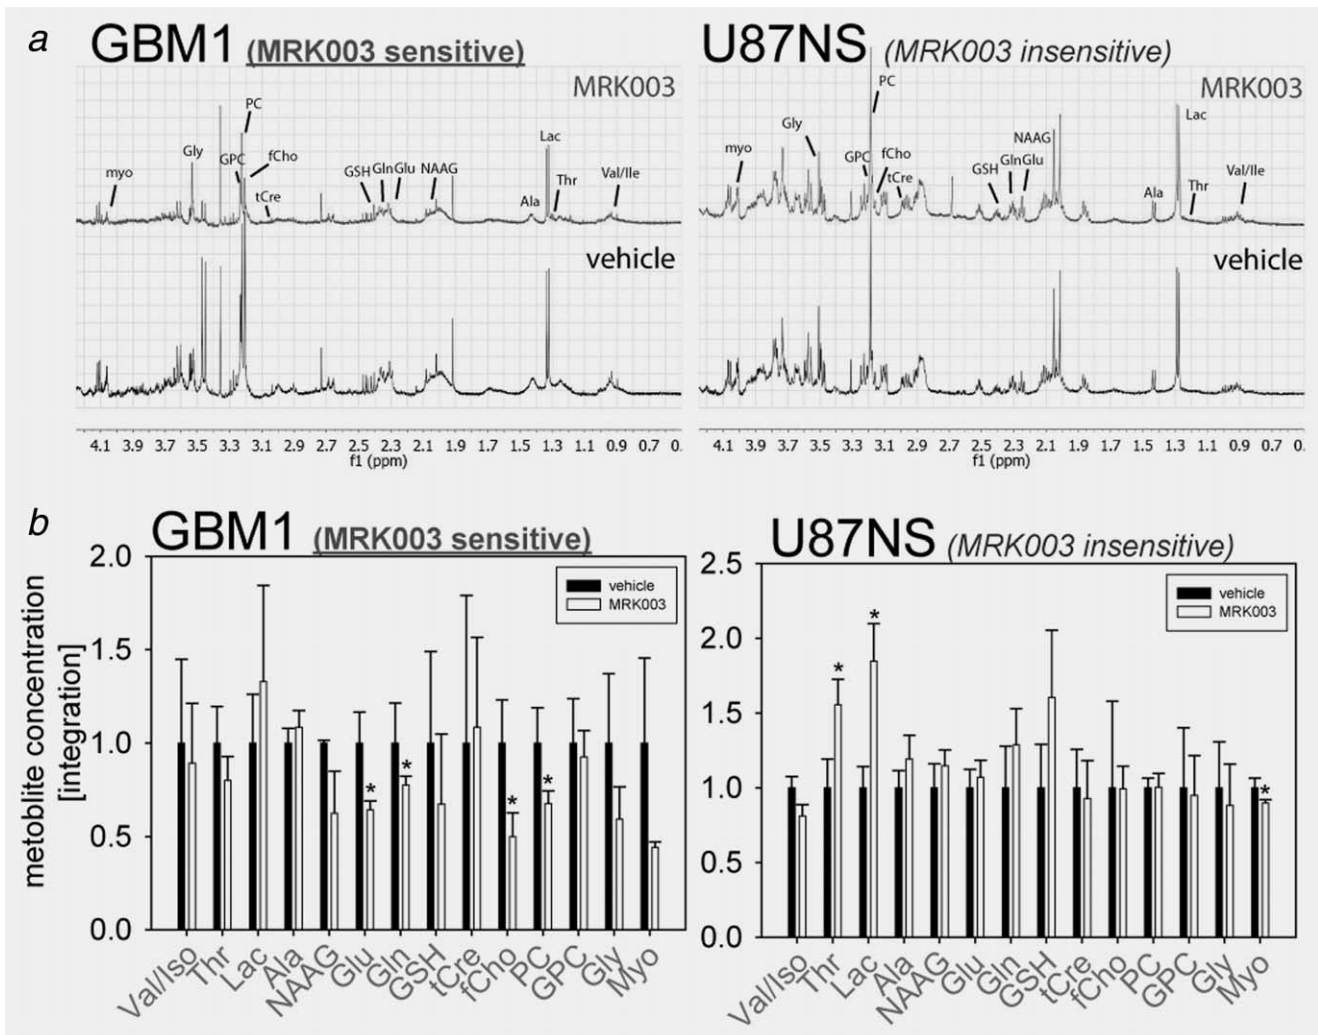 a
GBM1 (MRK003 sensitive)
MRK003
PC
Gly
GPC
fCho
myo
tCre
GSH
Gln
Glu
NAAG
Lac
Ala
Thr
Val/Ile
vehicle
4.1 3.9 3.7 3.5 3.3 3.1 2.9 2.7 2.5 2.3 2.1 1.9 1.7 1.5 1.3 1.1 0.9 0.7 0.
f1 (ppm)
U87NS (MRK003 insensitive)
MRK003
PC
Lac
Gly
NAAG
myo
GPC
fCho
tCre
GSH
Gln
Glu
Ala
Thr
Val/Ile
vehicle
4.1 3.9 3.7 3.5 3.3 3.1 2.9 2.7 2.5 2.3 2.1 1.9 1.7 1.5 1.3 1.1 0.9 0.7 0.
f1 (ppm)
b
GBM1 (MRK003 sensitive)
metoblite concentration
[integration]
2.0
1.5
1.0
0.5
0.0
vehicle
MRK003
* * * *
Val/Iso Thr Lac Ala NAAG Glu Gln GSH tCre fCho PC GPC Gly Myo
U87NS (MRK003 insensitive)
2.5
2.0
1.5
1.0
0.5
0.0
vehicle
MRK003
* * *
Val/Iso Thr Lac Ala NAAG Glu Gln GSH tCre fCho PC GPC Gly Myo